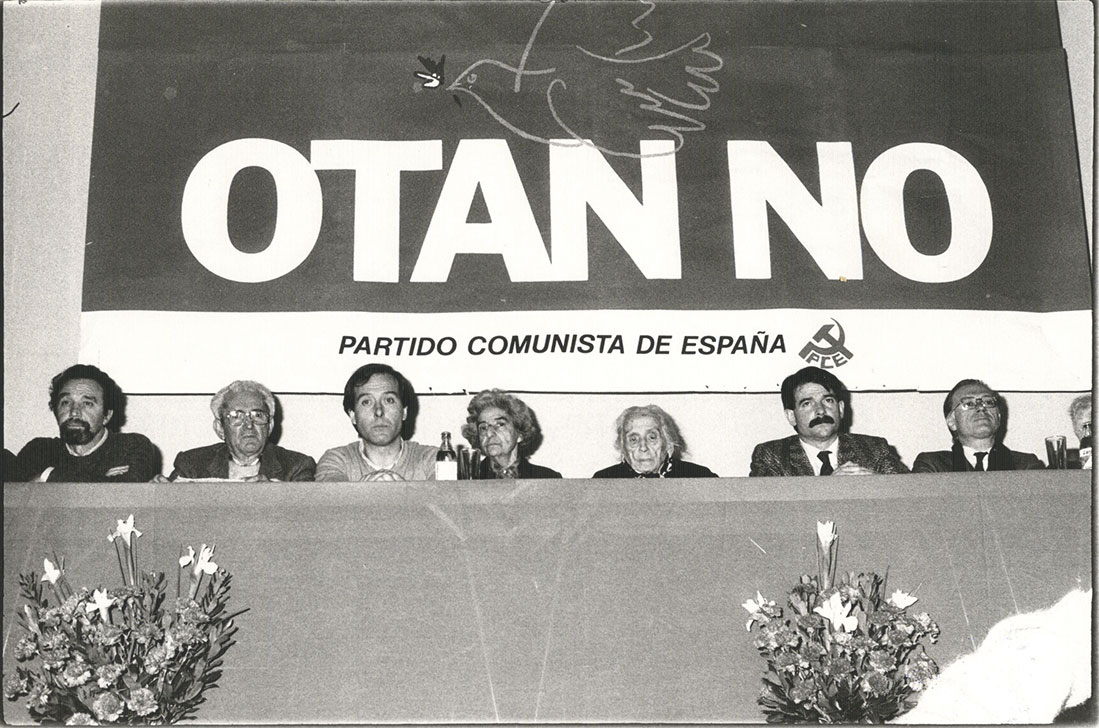 OTAN NO
PARTIDO COMUNISTA DE ESPAÑA
PCE